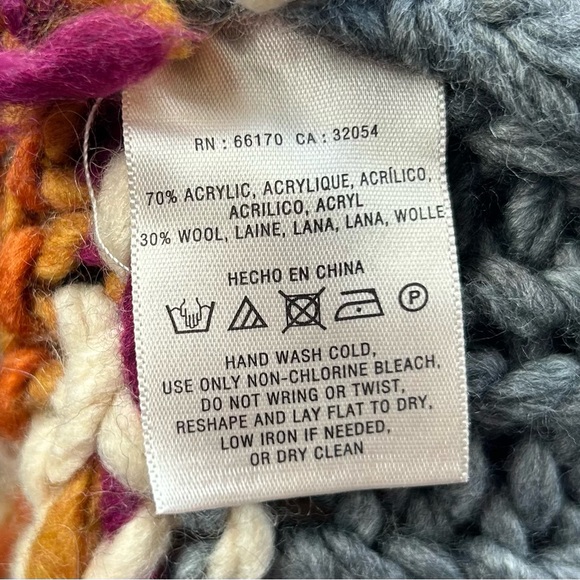 RN : 66170 CA : 32054
70% ACRYLIC, ACRYLIQUE, ACRÍLICO,
ACRILICO, ACRYL
30% WOOL, LAINE, LANA, LANA, WOLLE
HECHO EN CHINA
P
HAND WASH COLD,
USE ONLY NON-CHLORINE BLEACH,
DO NOT WRING OR TWIST,
RESHAPE AND LAY FLAT TO DRY,
LOW IRON IF NEEDED,
OR DRY CLEAN